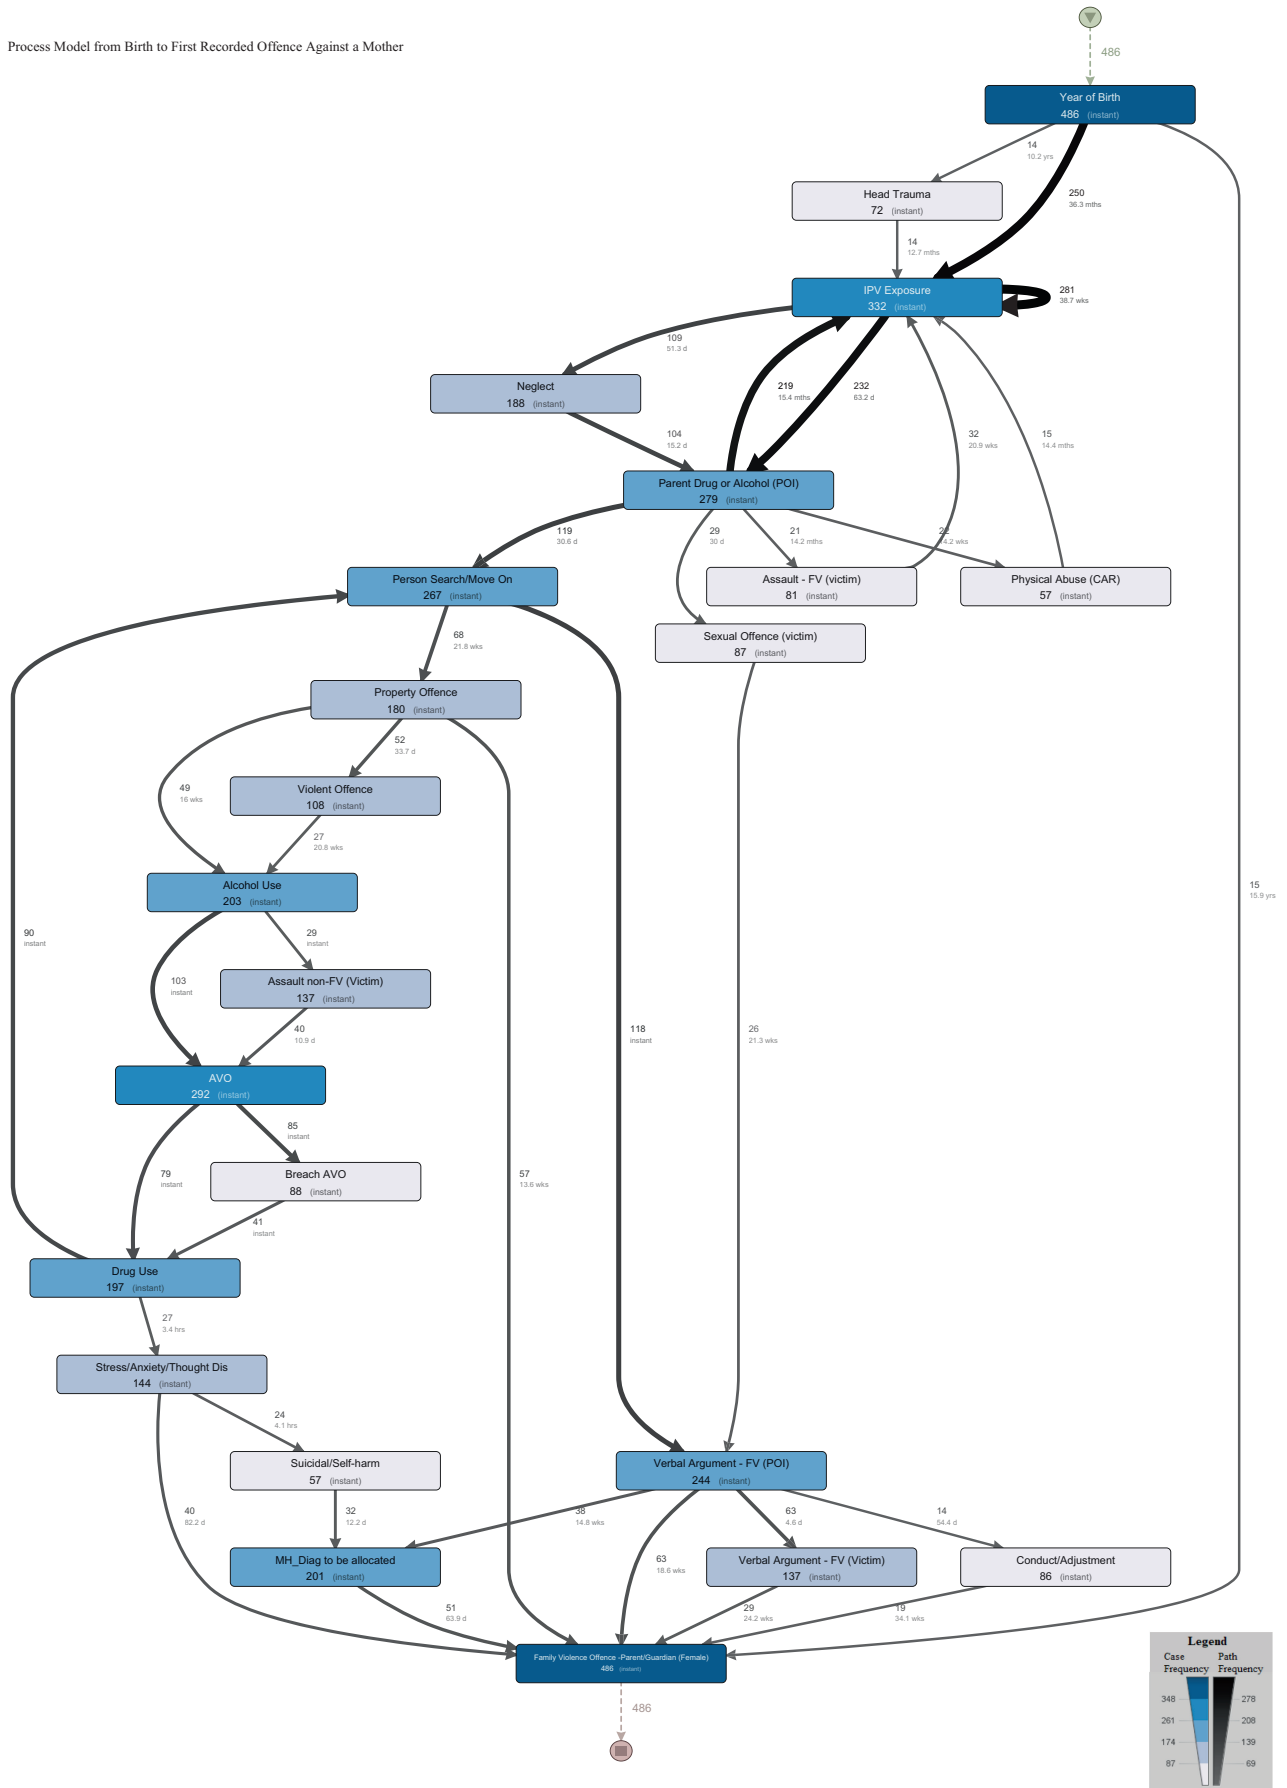 486
Process Model from Birth to First Recorded Offence Against a Mother
Year of Birth
486 (instant)
14
10.2 yrs
250
36.3 mths
Head Trauma
72 (instant)
14
12.7 mths
IPV Exposure
332 (instant)
281
38.7 wks
109
51.3 d
219
15.4 mths
232
63.2 d
Neglect
188 (instant)
104
15.2 d
32
20.9 wks
15
14.4 mths
Parent Drug or Alcohol (POI)
279 (instant)
119
30.6 d
29
30 d
21
14.2 mths
22
14.2 wks
Person Search/Move On
267 (instant)
Assault - FV (victim)
81 (instant)
Physical Abuse (CAR)
57 (instant)
68
21.8 wks
Sexual Offence (victim)
87 (instant)
Property Offence
180 (instant)
52
33.7 d
49
16 wks
Violent Offence
108 (instant)
27
20.8 wks
Alcohol Use
203 (instant)
15
15.9 yrs
90
instant
29
instant
Assault non-FV (Victim)
137 (instant)
103
instant
40
10.9 d
118
instant
26
21.3 wks
AVO
292 (instant)
85
instant
79
instant
57
13.6 wks
Breach AVO
88 (instant)
41
instant
Drug Use
197 (instant)
27
3.4 hrs
Stress/Anxiety/Thought Dis
144 (instant)
24
4.1 hrs
Suicidal/Self-harm
57 (instant)
Verbal Argument - FV (POI)
244 (instant)
40
82.2 d
32
12.2 d
38
14.8 wks
63
4.6 d
14
54.4 d
MH_Diag to be allocated
201 (instant)
63
18.6 wks
Verbal Argument - FV (Victim)
137 (instant)
Conduct/Adjustment
86 (instant)
51
63.9 d
29
24.2 wks
19
34.1 wks
Family Violence Offence -Parent/Guardian (Female)
486 (instant)
486
Legend
Case Path
Frequency Frequency
348 278
261 208
174 139
87 69